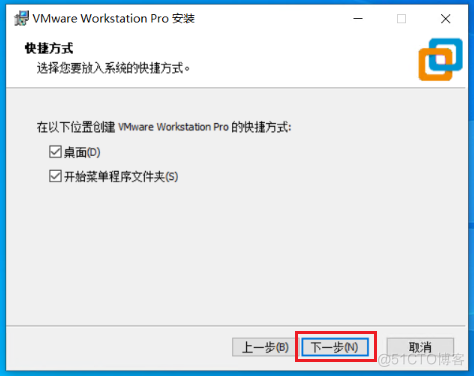 VMware Workstation Pro 安装
快捷方式
选择您要放入系统的快捷方式。
在以下位置创建 VMware Workstation Pro 的快捷方式:
桌面(D)
开始菜单程序文件夹(S)
上一步(B) 下一步(N) 取消
@51CTO博客